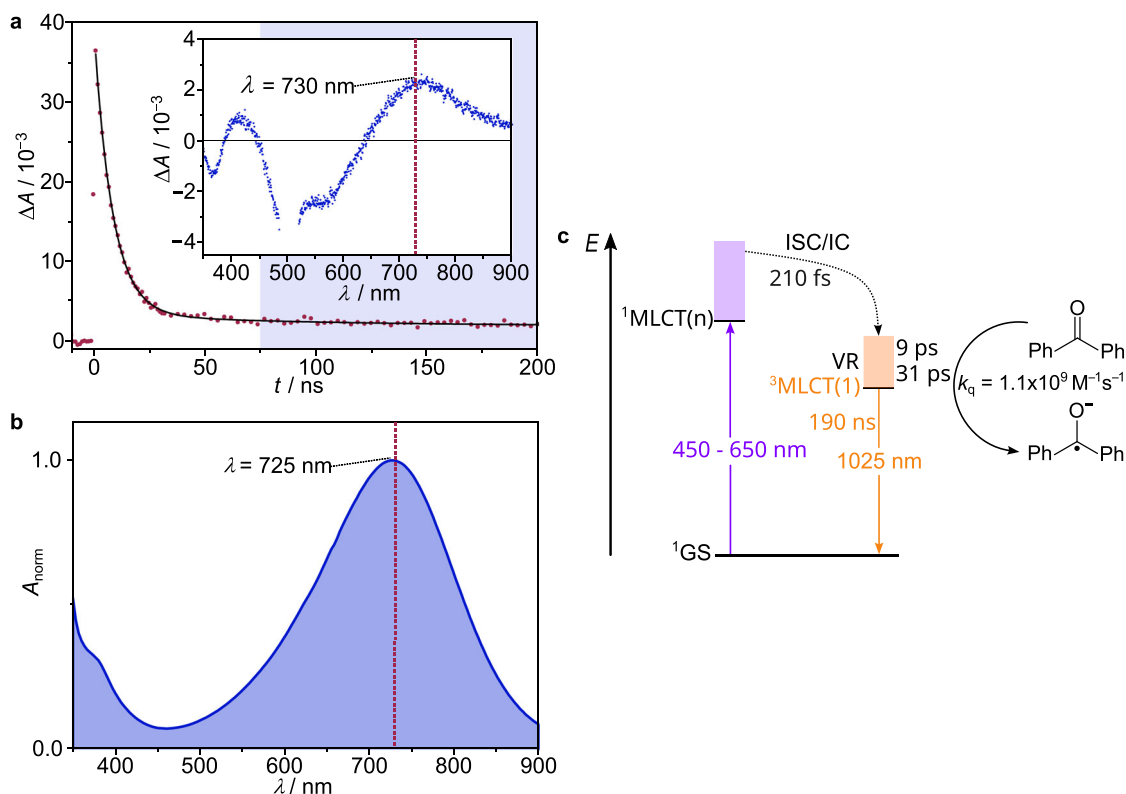 a
40
30
20
10
0
ΔA / 10⁻³
0
50
100
150
200
t / ns
4
2
0
−2
−4
ΔA / 10⁻³
λ = 730 nm
400
500
600
700
800
900
λ / nm
b
1.0
0.0
A_norm
λ = 725 nm
400
500
600
700
800
900
λ / nm
c
E
ISC/IC
210 fs
¹MLCT(n)
VR
9 ps
31 ps
³MLCT(1)
190 ns
450 - 650 nm
1025 nm
¹GS
O
Ph
Ph
k_q = 1.1x10⁹ M⁻¹s⁻¹
O⁻
Ph
Ph